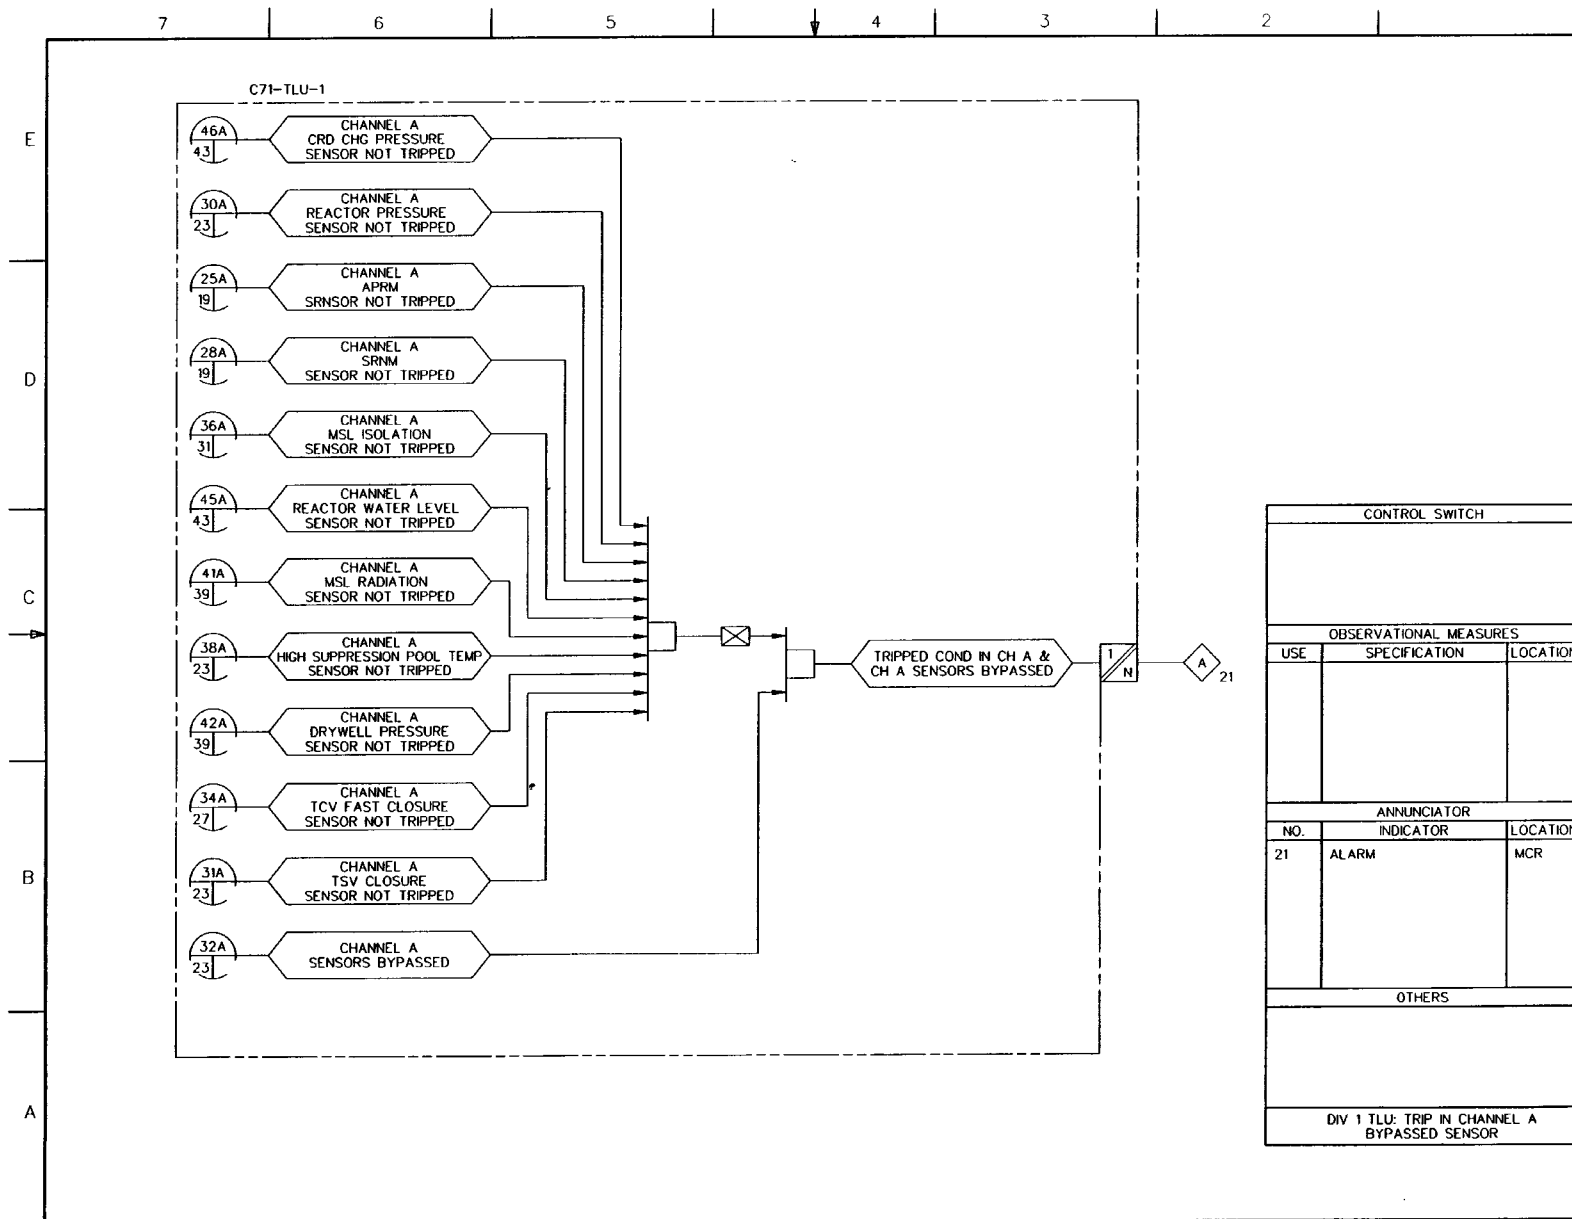 7 6 5 4 3 2
C71-TLU-1
E
46A
43
CHANNEL A
CRD CHG PRESSURE
SENSOR NOT TRIPPED
30A
23
CHANNEL A
REACTOR PRESSURE
SENSOR NOT TRIPPED
25A
19
CHANNEL A
APRM
SRNSOR NOT TRIPPED
D
28A
19
CHANNEL A
SRNM
SENSOR NOT TRIPPED
36A
31
CHANNEL A
MSL ISOLATION
SENSOR NOT TRIPPED
45A
43
CHANNEL A
REACTOR WATER LEVEL
SENSOR NOT TRIPPED
C
41A
39
CHANNEL A
MSL RADIATION
SENSOR NOT TRIPPED
38A
23
CHANNEL A
HIGH SUPPRESSION POOL TEMP
SENSOR NOT TRIPPED
42A
39
CHANNEL A
DRYWELL PRESSURE
SENSOR NOT TRIPPED
34A
27
CHANNEL A
TCV FAST CLOSURE
SENSOR NOT TRIPPED
B
31A
23
CHANNEL A
TSV CLOSURE
SENSOR NOT TRIPPED
32A
23
CHANNEL A
SENSORS BYPASSED
A
TRIPPED COND IN CH A &
CH A SENSORS BYPASSED
1
N
A
21
CONTROL SWITCH
OBSERVATIONAL MEASURES
USE SPECIFICATION LOCATION
ANNUNCIATOR
NO. INDICATOR LOCATION
21 ALARM MCR
OTHERS
DIV 1 TLU: TRIP IN CHANNEL A
BYPASSED SENSOR